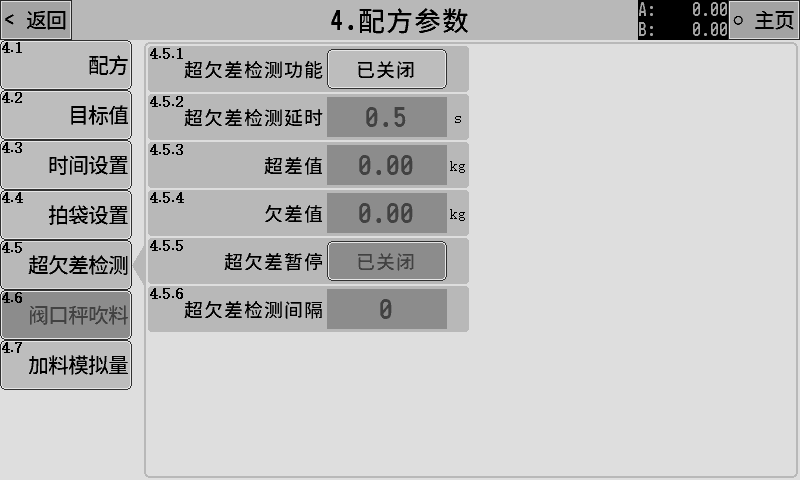 < 返回
4.配方参数
A: 0.00
B: 0.00
○ 主页
4.1 配方
4.2 目标值
4.3 时间设置
4.4 拍袋设置
4.5 超欠差检测
4.6 阀口秤吹料
4.7 加料模拟量
4.5.1 超欠差检测功能 已关闭
4.5.2 超欠差检测延时 0.5 s
4.5.3 超差值 0.00 kg
4.5.4 欠差值 0.00 kg
4.5.5 超欠差暂停 已关闭
4.5.6 超欠差检测间隔 0